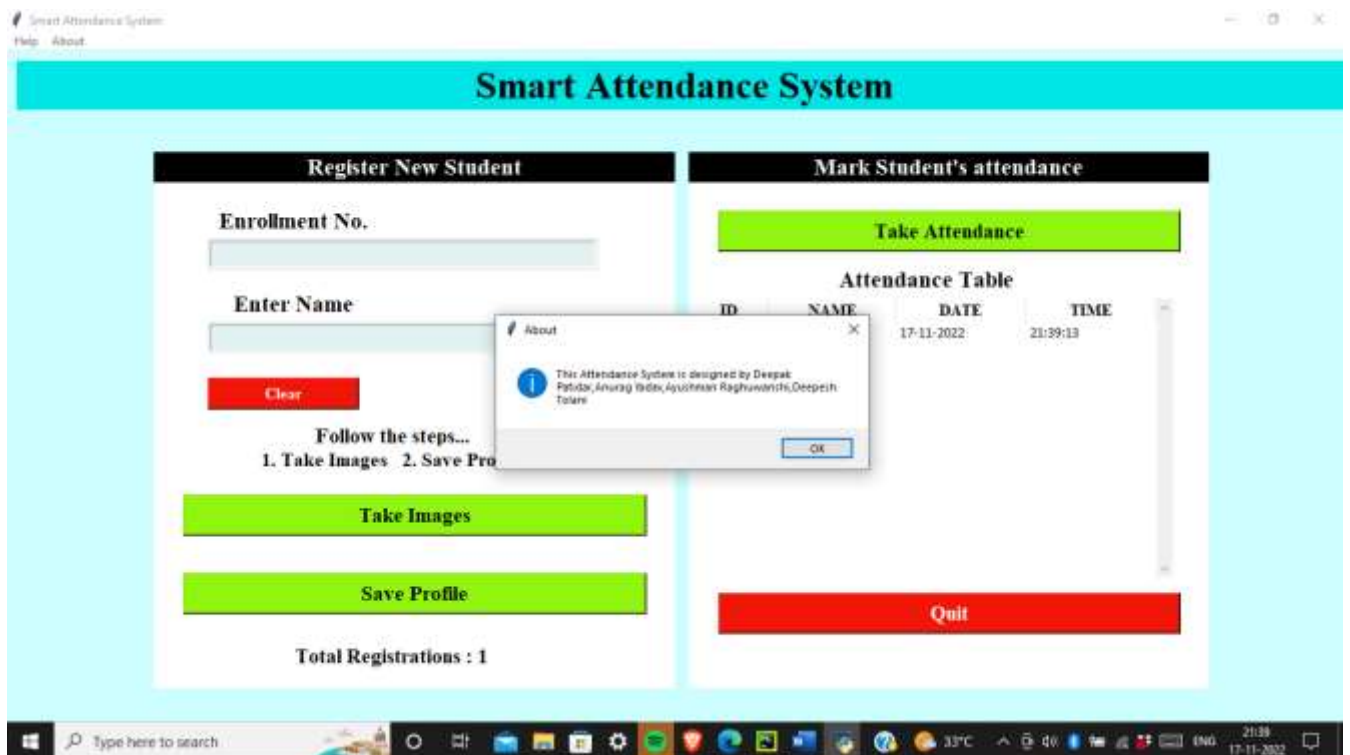 Smart Attendance System
Help About
Smart Attendance System
Register New Student
Enrollment No.
Enter Name
Clear
Follow the steps...
1. Take Images 2. Save Pro
Take Images
Save Profile
Total Registrations : 1
Mark Student's attendance
Take Attendance
Attendance Table
ID NAME DATE TIME
17-11-2022 21:39:13
Quit
About
This Attendance System is designed by Deepak
Patidar,Anurag Yadav,Ayushman Raghuwanshi,Deepesh
Tolani
OK
Type here to search
33°C ENG 21:39
17-11-2022